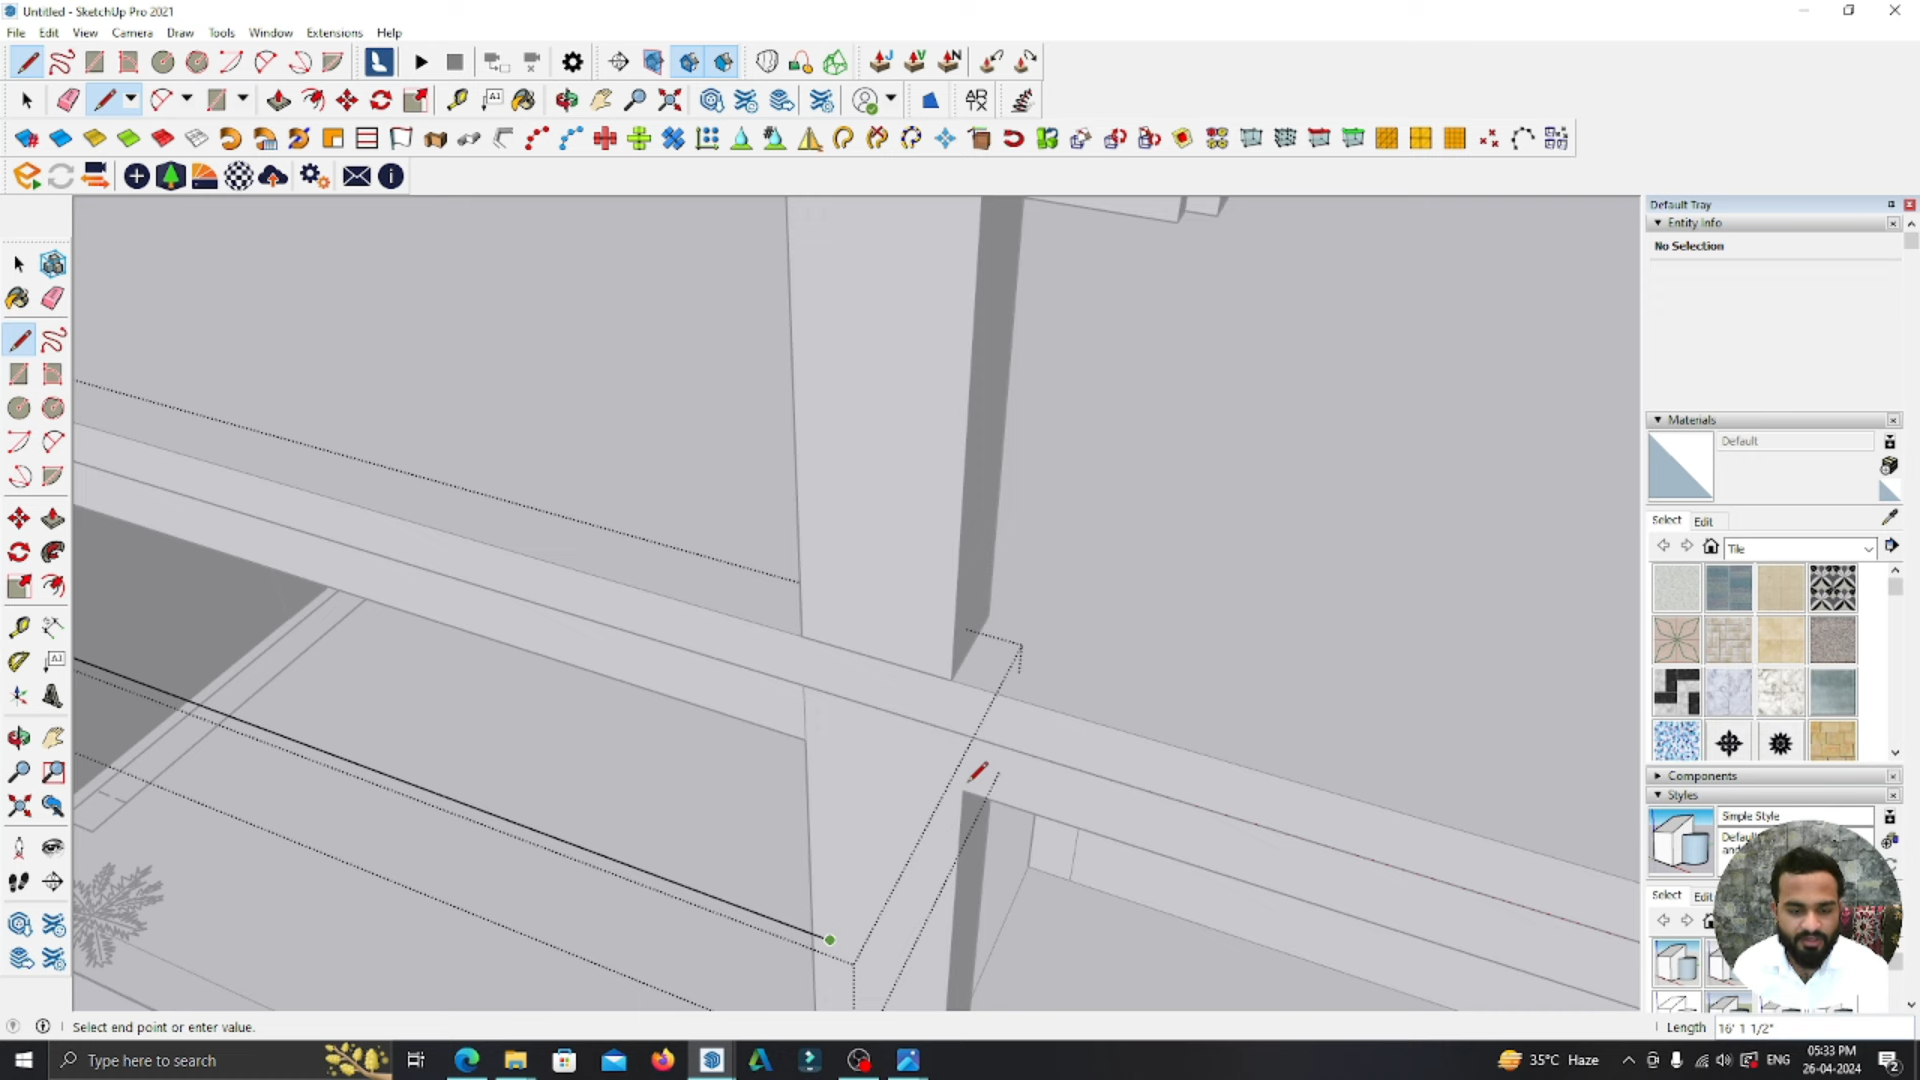 Untitled - SketchUp Pro 2021
File Edit View Camera Draw Tools Window Extensions Help
Default Tray
Entity Info
No Selection
Materials
Default
Select Edit
Tile
Components
Styles
Simple Style
Select Edit
Select end point or enter value.
Length 16' 1 1/2"
Type here to search
35°C Haze
ENG
05:33 PM
26-04-2024
2